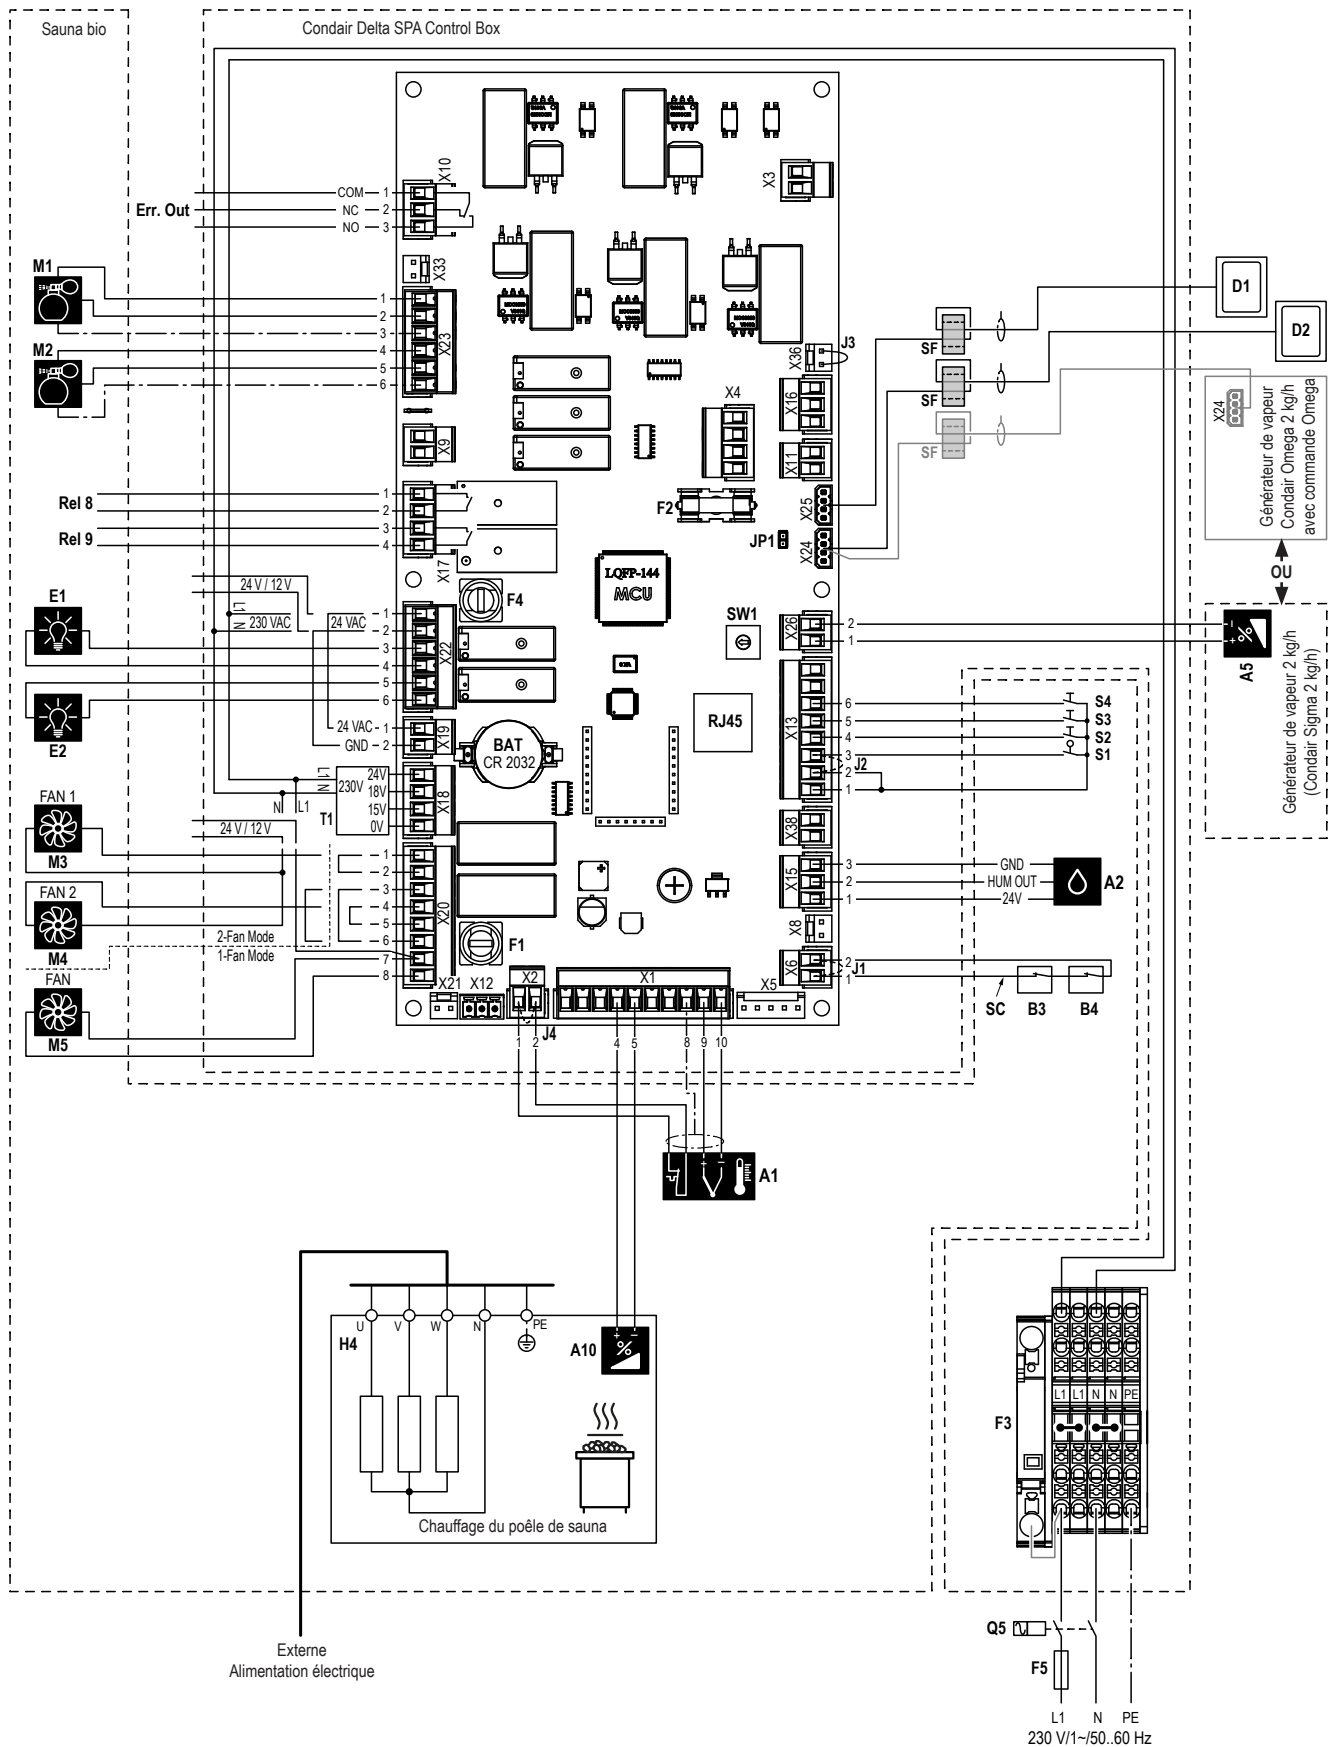 Sauna bio
Condair Delta SPA Control Box
X10
COM
1
Err. Out
NC
2
NO
3
X3
M1
X33
D1
1
2
3
X23
M2
4
5
6
D2
SF
J3
X36
SF
X4
X16
X24
Générateur de vapeur
Condair Omega 2 kg/h
avec commande Omega
X9
X11
SF
Rel 8
1
2
F2
X25
Rel 9
3
4
X17
JP1
X24
OU
24 V / 12 V
F4
LQFP-144
MCU
E1
L1
N
230 VAC
24 VAC
1
2
3
X22
4
5
6
SW1
X26
2
1
A5
- +
%
Générateur de vapeur 2 kg/h
(Condair Sigma 2 kg/h)
E2
RJ45
X13
6
5
4
3
2
1
S4
S3
S2
S1
J2
24 VAC
1
GND
2
X19
BAT
CR 2032
L1
N
230V
24V
18V
15V
0V
X18
T1
N
L1
FAN 1
M3
24 V / 12 V
X38
1
2
3
4
5
6
7
8
X20
X15
3
2
1
GND
HUM OUT
24V
A2
FAN 2
M4
2-Fan Mode
1-Fan Mode
F1
X8
FAN
M5
X6
2
1
J1
SC
B3
B4
X21
X12
X2
X1
X5
J4
1
2
4
5
8
9
10
+ −
A1
U
V
W
N
PE
H4
A10
+ −
%
Chauffage du poêle de sauna
L1
L1
N
N
PE
F3
Externe
Alimentation électrique
Q5
F5
L1
N
PE
230 V/1~/50..60 Hz